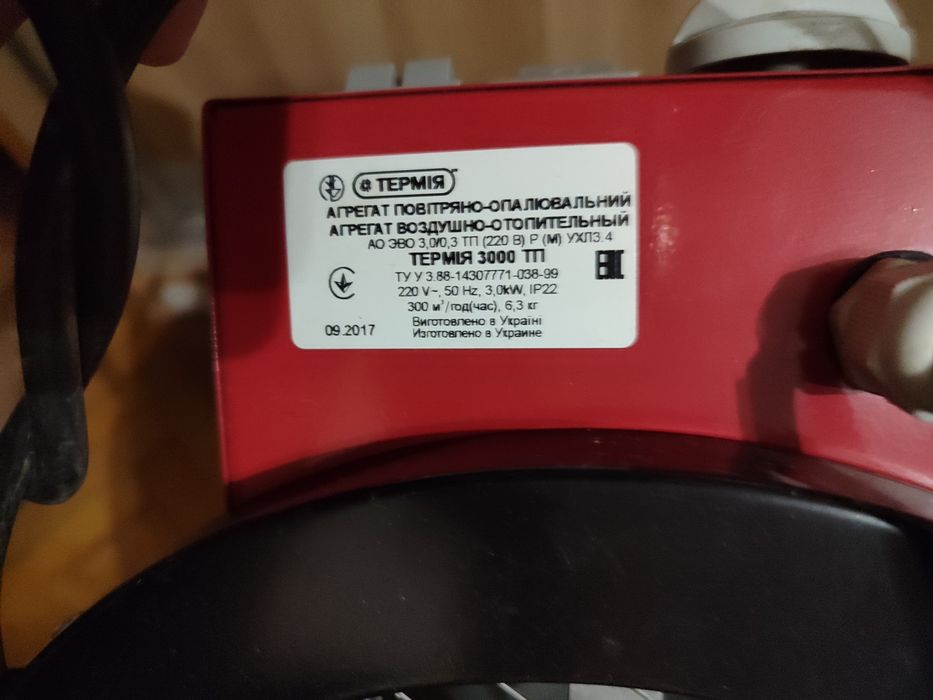 ТЕРМІЯ
АГРЕГАТ ПОВІТРЯНО-ОПАЛЮВАЛЬНИЙ
АГРЕГАТ ВОЗДУШНО-ОТОПИТЕЛЬНЫЙ
АО ЭВО 3,0/0,3 ТП (220 В) Р (М) УХЛ3.4
ТЕРМІЯ 3000 ТП
ТУ У 3.88-14307771-038-99
220 V~, 50 Hz, 3,0kW, IP22
300 м³/год(час), 6,3 кг
09.2017
Виготовлено в Україні
Изготовлено в Украине
EAC